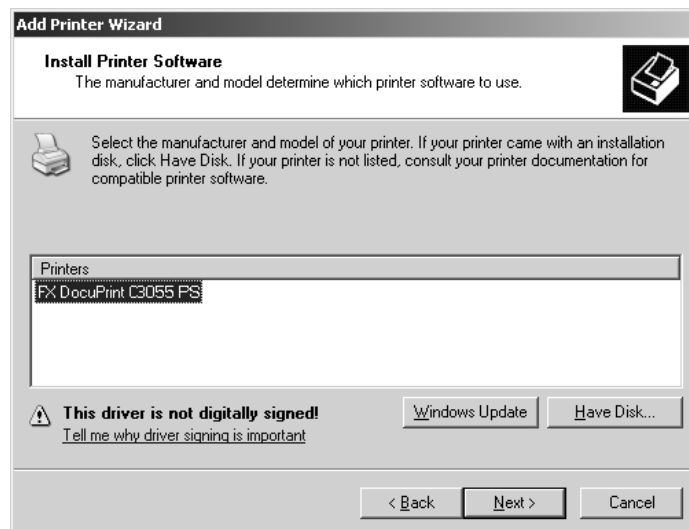 Add Printer Wizard
Install Printer Software
The manufacturer and model determine which printer software to use.
Select the manufacturer and model of your printer. If your printer came with an installation
disk, click Have Disk. If your printer is not listed, consult your printer documentation for
compatible printer software.
Printers
FX DocuPrint C3055 PS
This driver is not digitally signed!
Tell me why driver signing is important
Windows Update
Have Disk...
< Back
Next >
Cancel